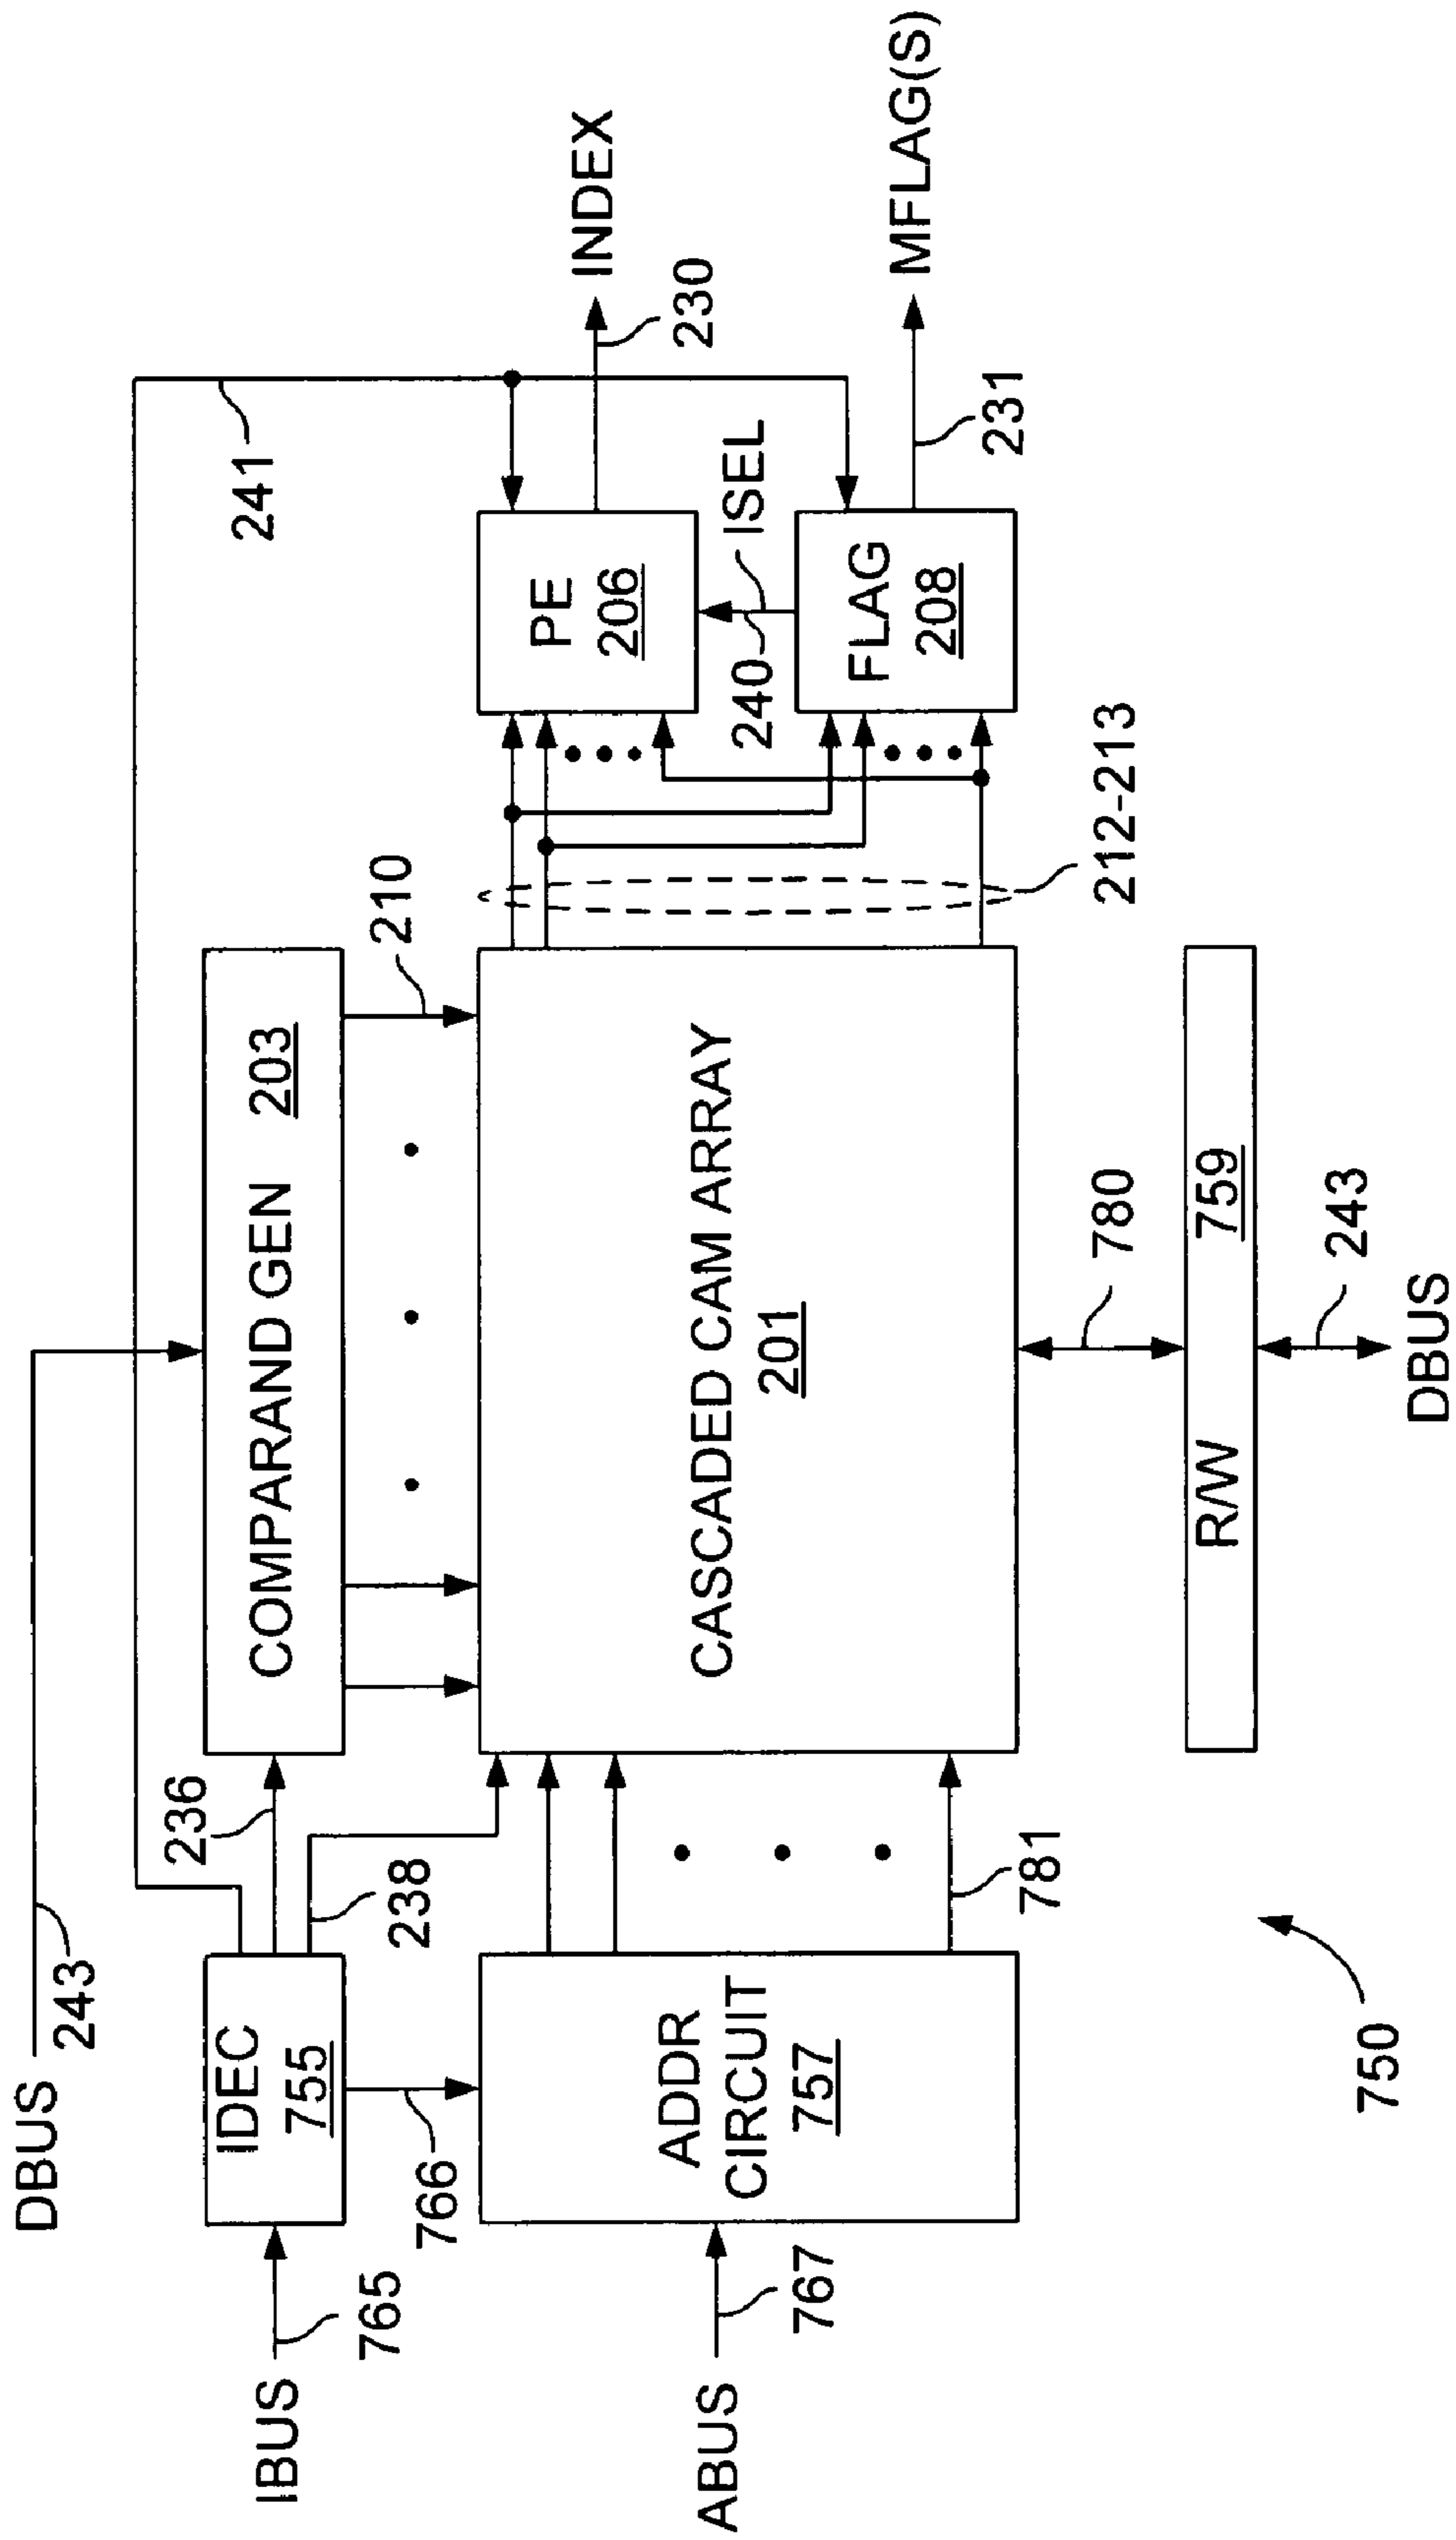 DBUS
243
IBUS
765
IDEC
755
236
238
766
COMPARAND GEN 203
241
210
ABUS
767
ADDR
CIRCUIT
757
781
CASCADED CAM ARRAY
201
212-213
PE
206
INDEX
230
240
ISEL
FLAG
208
MFLAG(S)
231
780
R/W 759
243
DBUS
750